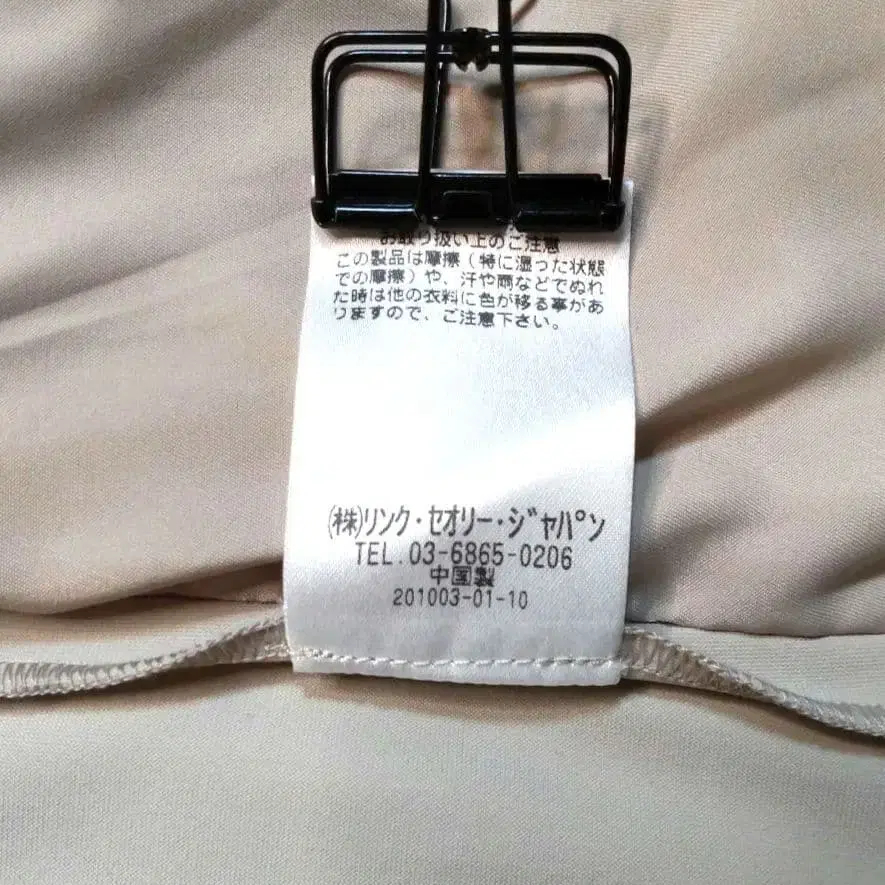 お取り扱い上のご注意
この製品は摩擦(特に湿った状態
での摩擦)や、汗や雨などでぬれ
た時は他の衣料に色が移る事があ
りますので、ご注意下さい。
㈱リンク・セオリー・ジャパン
TEL.03-6865-0206
中国製
201003-01-10